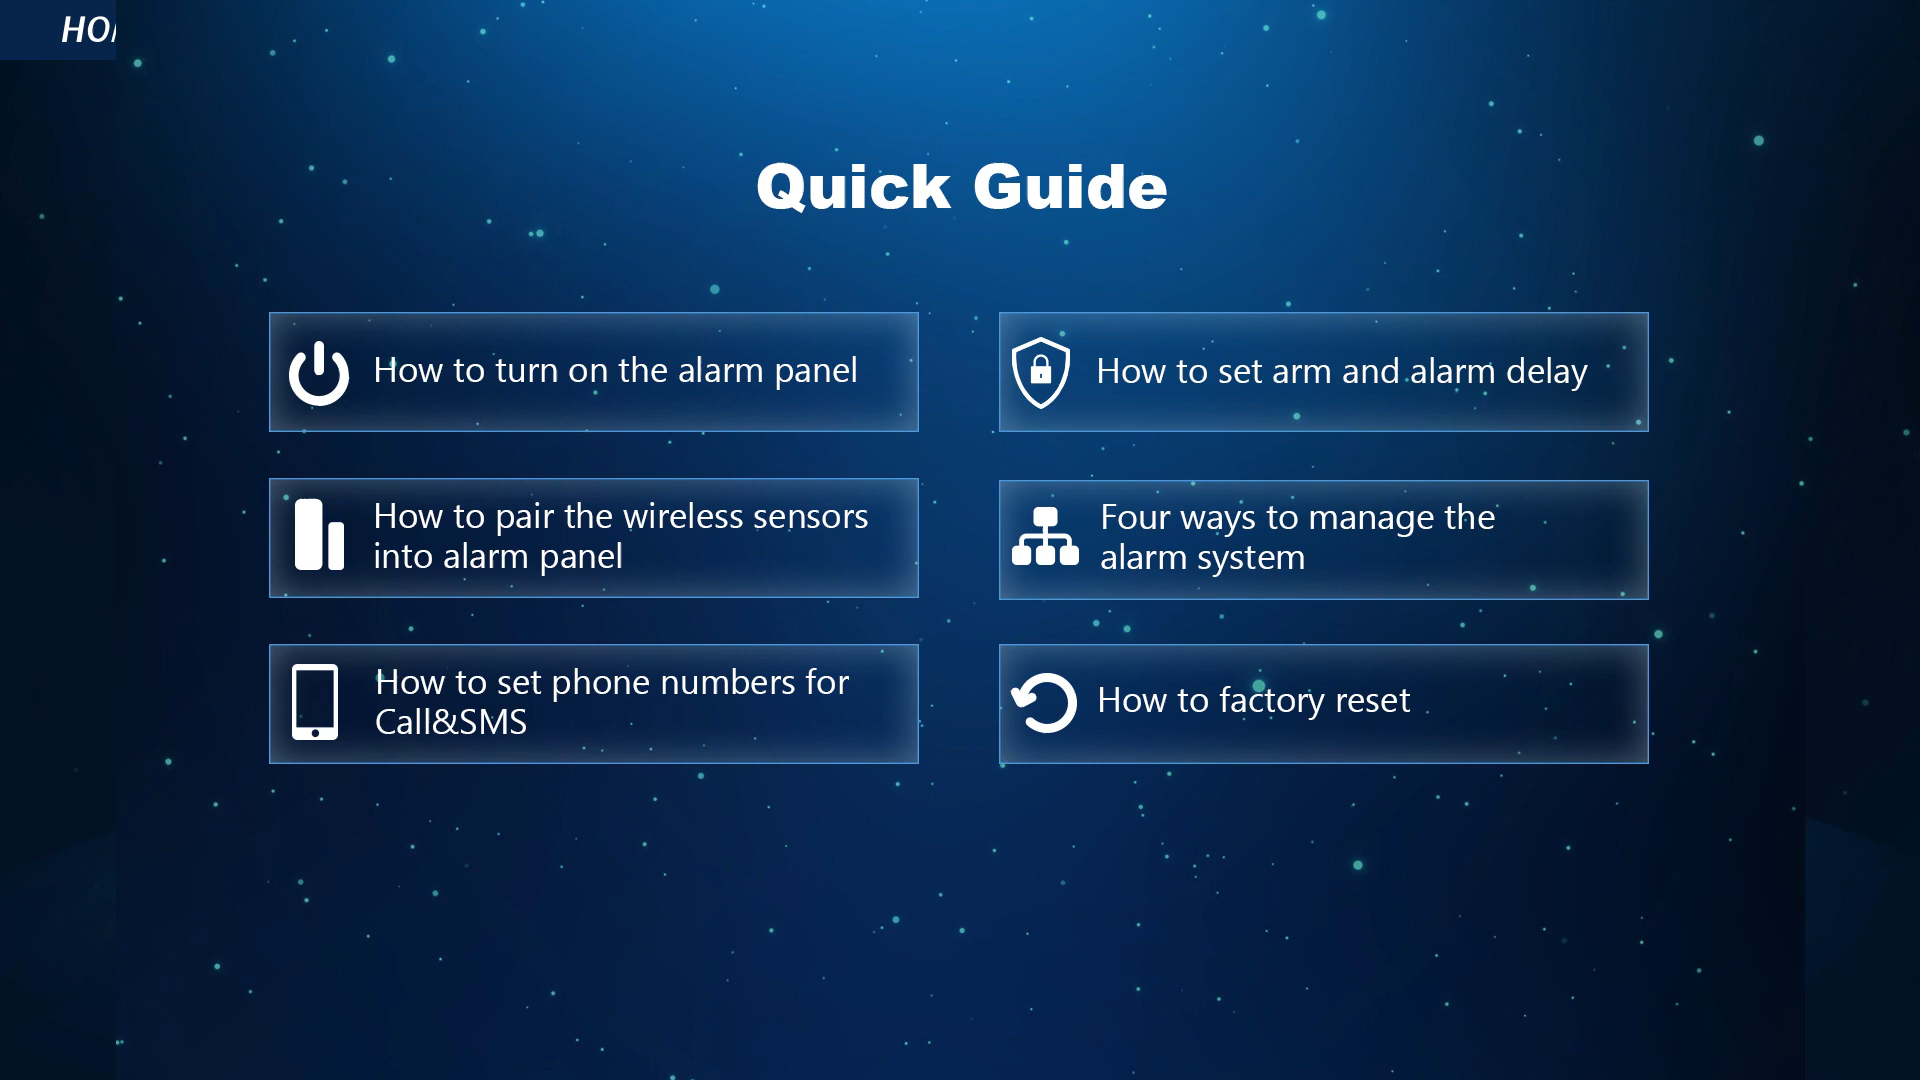 Quick Guide
How to turn on the alarm panel
How to set arm and alarm delay
How to pair the wireless sensors
into alarm panel
Four ways to manage the
alarm system
How to set phone numbers for
Call&SMS
How to factory reset